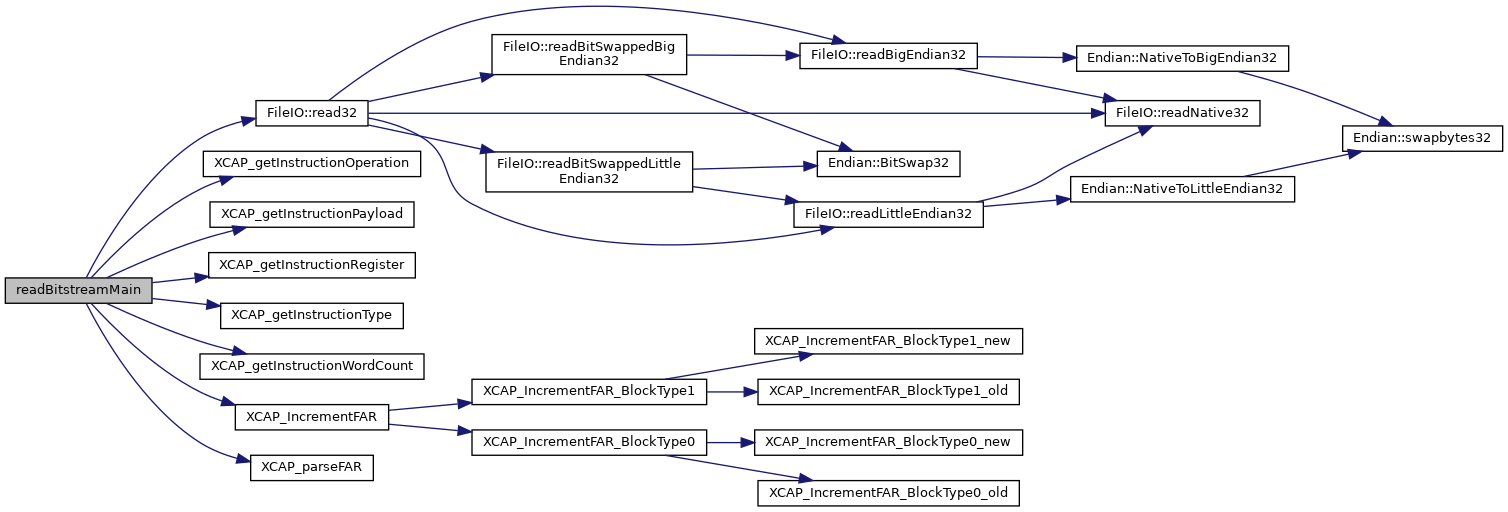 readBitstreamMain
FileIO::read32
XCAP_getInstructionOperation
XCAP_getInstructionPayload
XCAP_getInstructionRegister
XCAP_getInstructionType
XCAP_getInstructionWordCount
XCAP_IncrementFAR
XCAP_parseFAR
FileIO::readBitSwappedBig
Endian32
FileIO::readBitSwappedLittle
Endian32
XCAP_IncrementFAR_BlockType1
XCAP_IncrementFAR_BlockType0
FileIO::readBigEndian32
Endian::BitSwap32
FileIO::readLittleEndian32
XCAP_IncrementFAR_BlockType1_new
XCAP_IncrementFAR_BlockType1_old
XCAP_IncrementFAR_BlockType0_new
XCAP_IncrementFAR_BlockType0_old
Endian::NativeToBigEndian32
FileIO::readNative32
Endian::NativeToLittleEndian32
Endian::swapbytes32